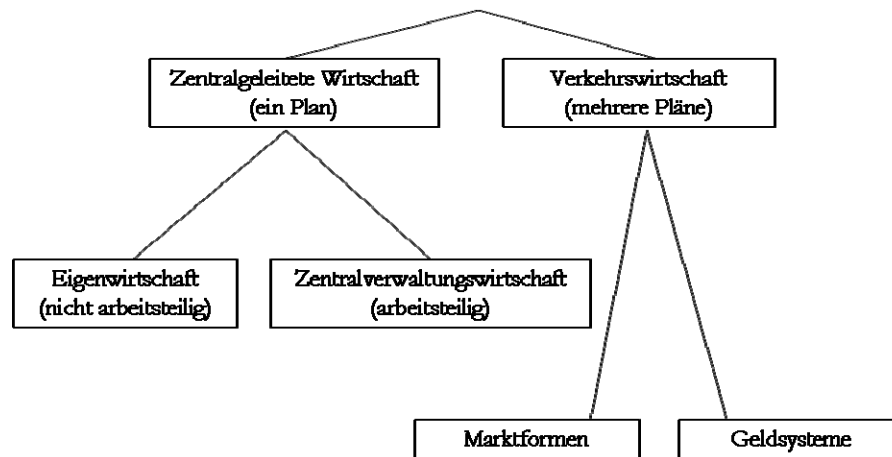 Zentralgeleitete Wirtschaft
(ein Plan)
Verkehrswirtschaft
(mehrere Pläne)
Eigenwirtschaft
(nicht arbeitsteilig)
Zentralverwaltungswirtschaft
(arbeitsteilig)
Marktformen
Geldsysteme